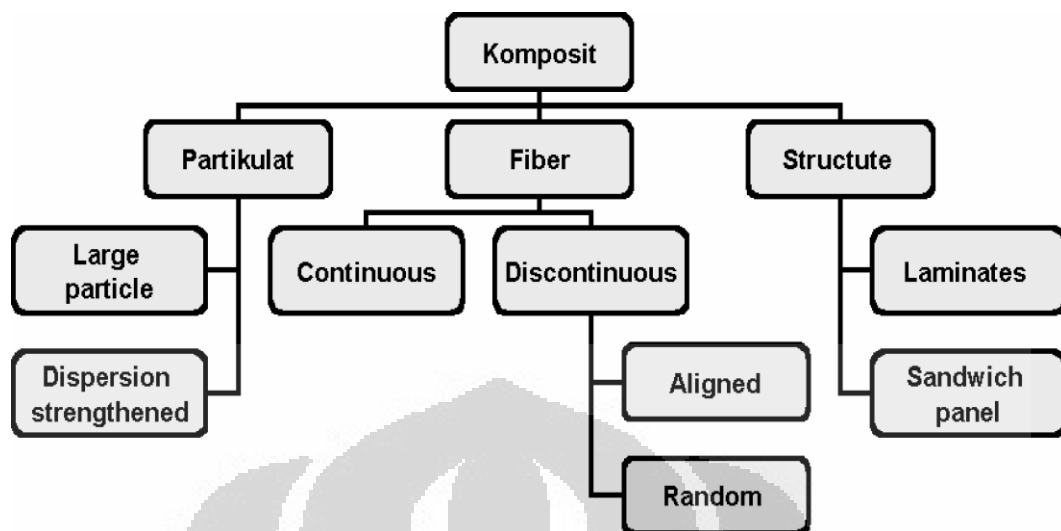 Komposit
Partikulat
Fiber
Structute
Large
particle
Continuous
Discontinuous
Laminates
Dispersion
strengthened
Aligned
Sandwich
panel
Random